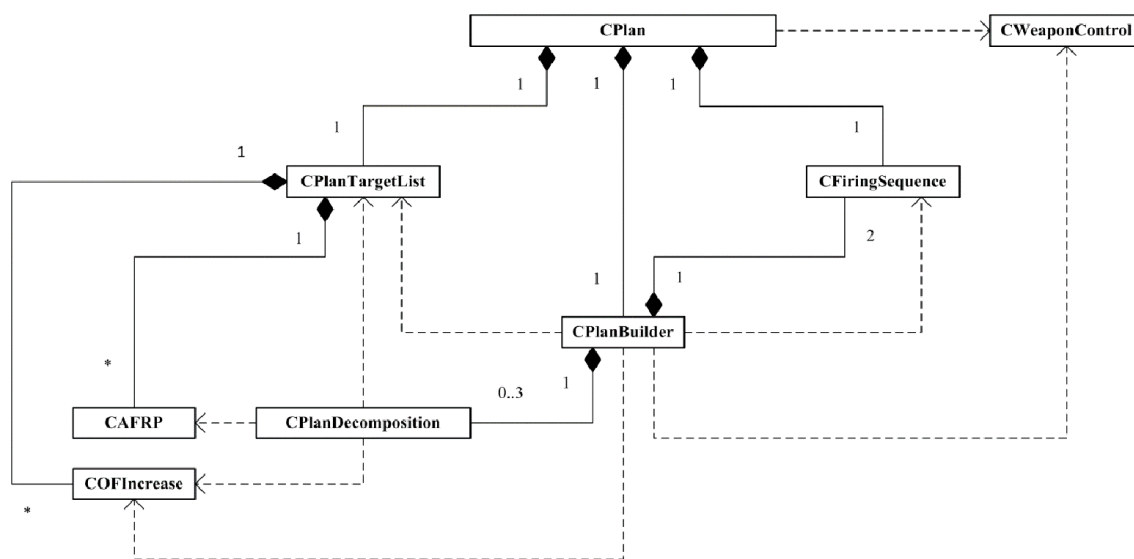 CPlan
CWeaponControl
1
1
1
1
1
1
CPlanTargetList
CFiringSequence
1
2
1
1
CPlanBuilder
*
0..3
1
CAFRP
CPlanDecomposition
COFIncrease
*